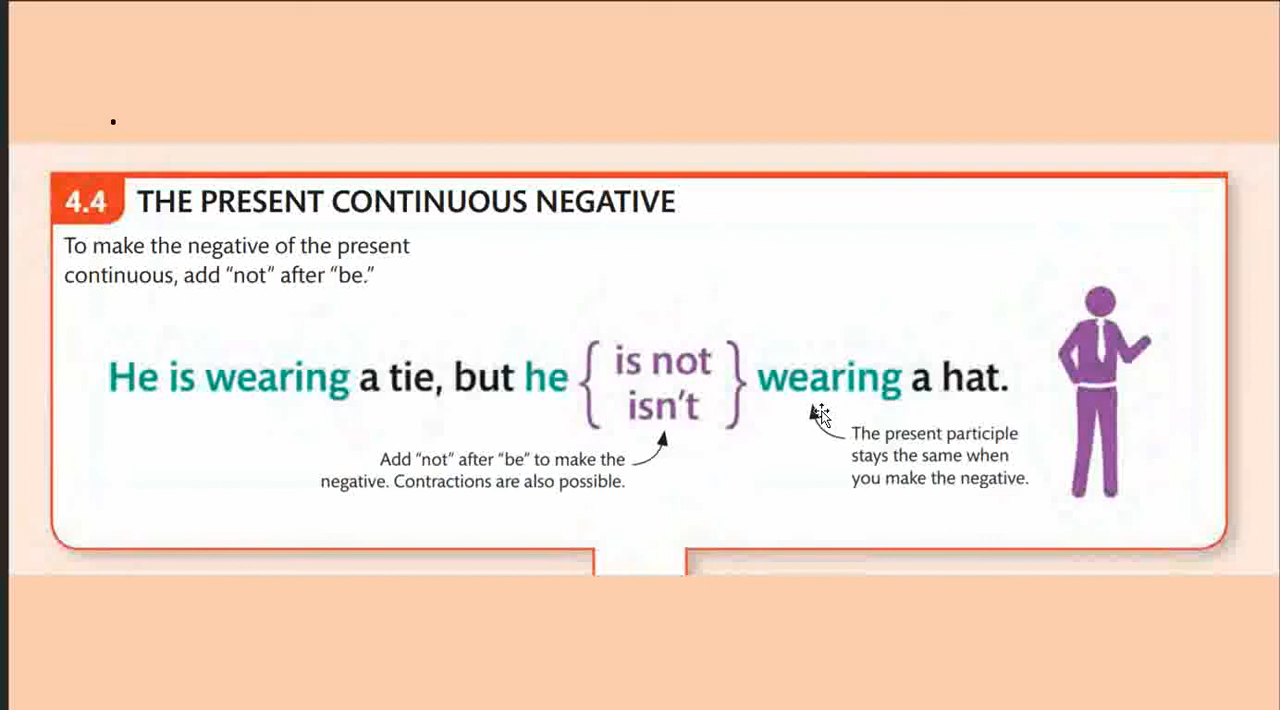 .
4.4 THE PRESENT CONTINUOUS NEGATIVE
To make the negative of the present
continuous, add “not” after “be.”
He is wearing a tie, but he { is not
isn’t } wearing a hat.
Add “not” after “be” to make the
negative. Contractions are also possible.
The present participle
stays the same when
you make the negative.